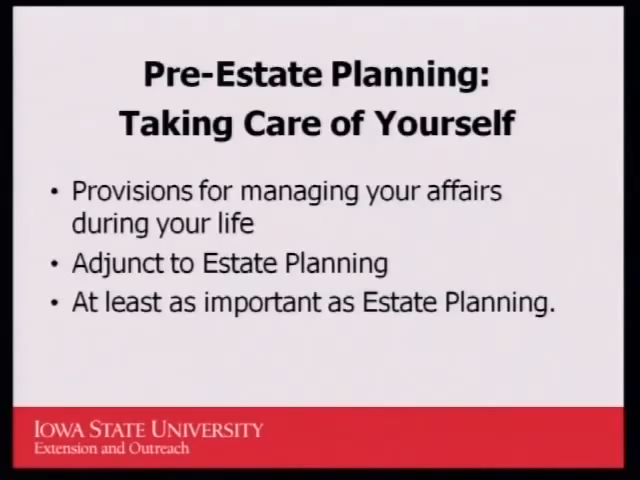 Pre-Estate Planning:
Taking Care of Yourself
• Provisions for managing your affairs
during your life
• Adjunct to Estate Planning
• At least as important as Estate Planning.
IOWA STATE UNIVERSITY
Extension and Outreach